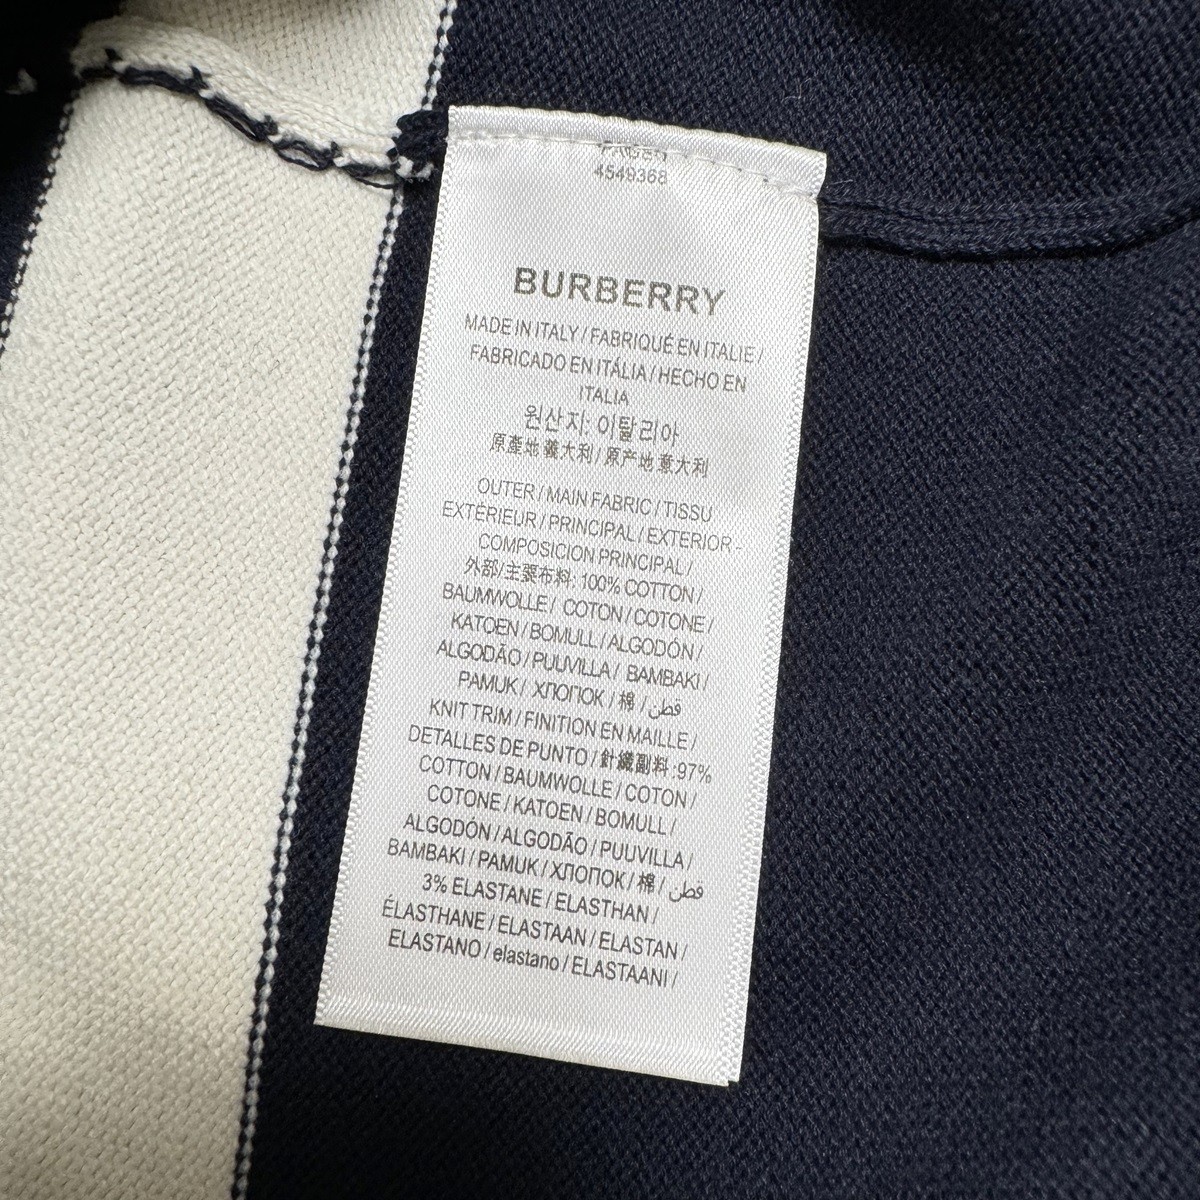 4549368
BURBERRY
MADE IN ITALY / FABRIQUÉ EN ITALIE /
FABRICADO EN ITÁLIA / HECHO EN
ITALIA
원산지: 이탈리아
原產地 義大利 / 原产地 意大利
OUTER / MAIN FABRIC / TISSU
EXTÉRIEUR / PRINCIPAL / EXTERIOR -
COMPOSICION PRINCIPAL /
外部/主要布料: 100% COTTON /
BAUMWOLLE / COTON / COTONE /
KATOEN / BOMULL / ALGODÓN /
ALGODÃO / PUUVILLA / BAMBAKI /
PAMUK / ХЛОПОК / 棉 / قطن
KNIT TRIM / FINITION EN MAILLE /
DETALLES DE PUNTO / 針織副料 :97%
COTTON / BAUMWOLLE / COTON /
COTONE / KATOEN / BOMULL /
ALGODÓN / ALGODÃO / PUUVILLA /
BAMBAKI / PAMUK / ХЛОПОК / 棉 / قطن
3% ELASTANE / ELASTHAN /
ÉLASTHANE / ELASTAAN / ELASTAN /
ELASTANO / elastano / ELASTAANI /